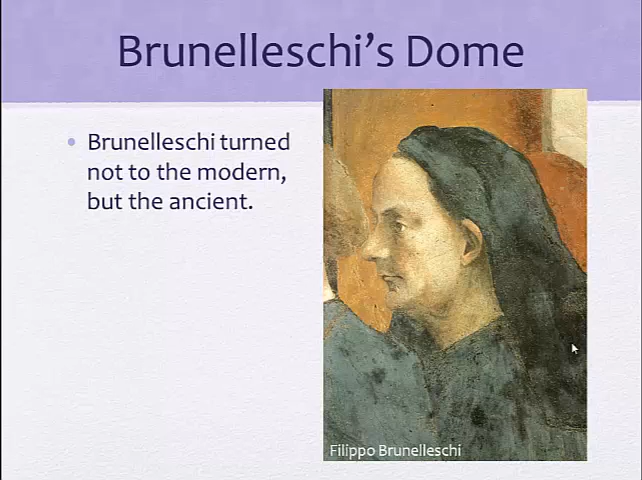 Brunelleschi's Dome
Brunelleschi turned
not to the modern,
but the ancient.
Filippo Brunelleschi